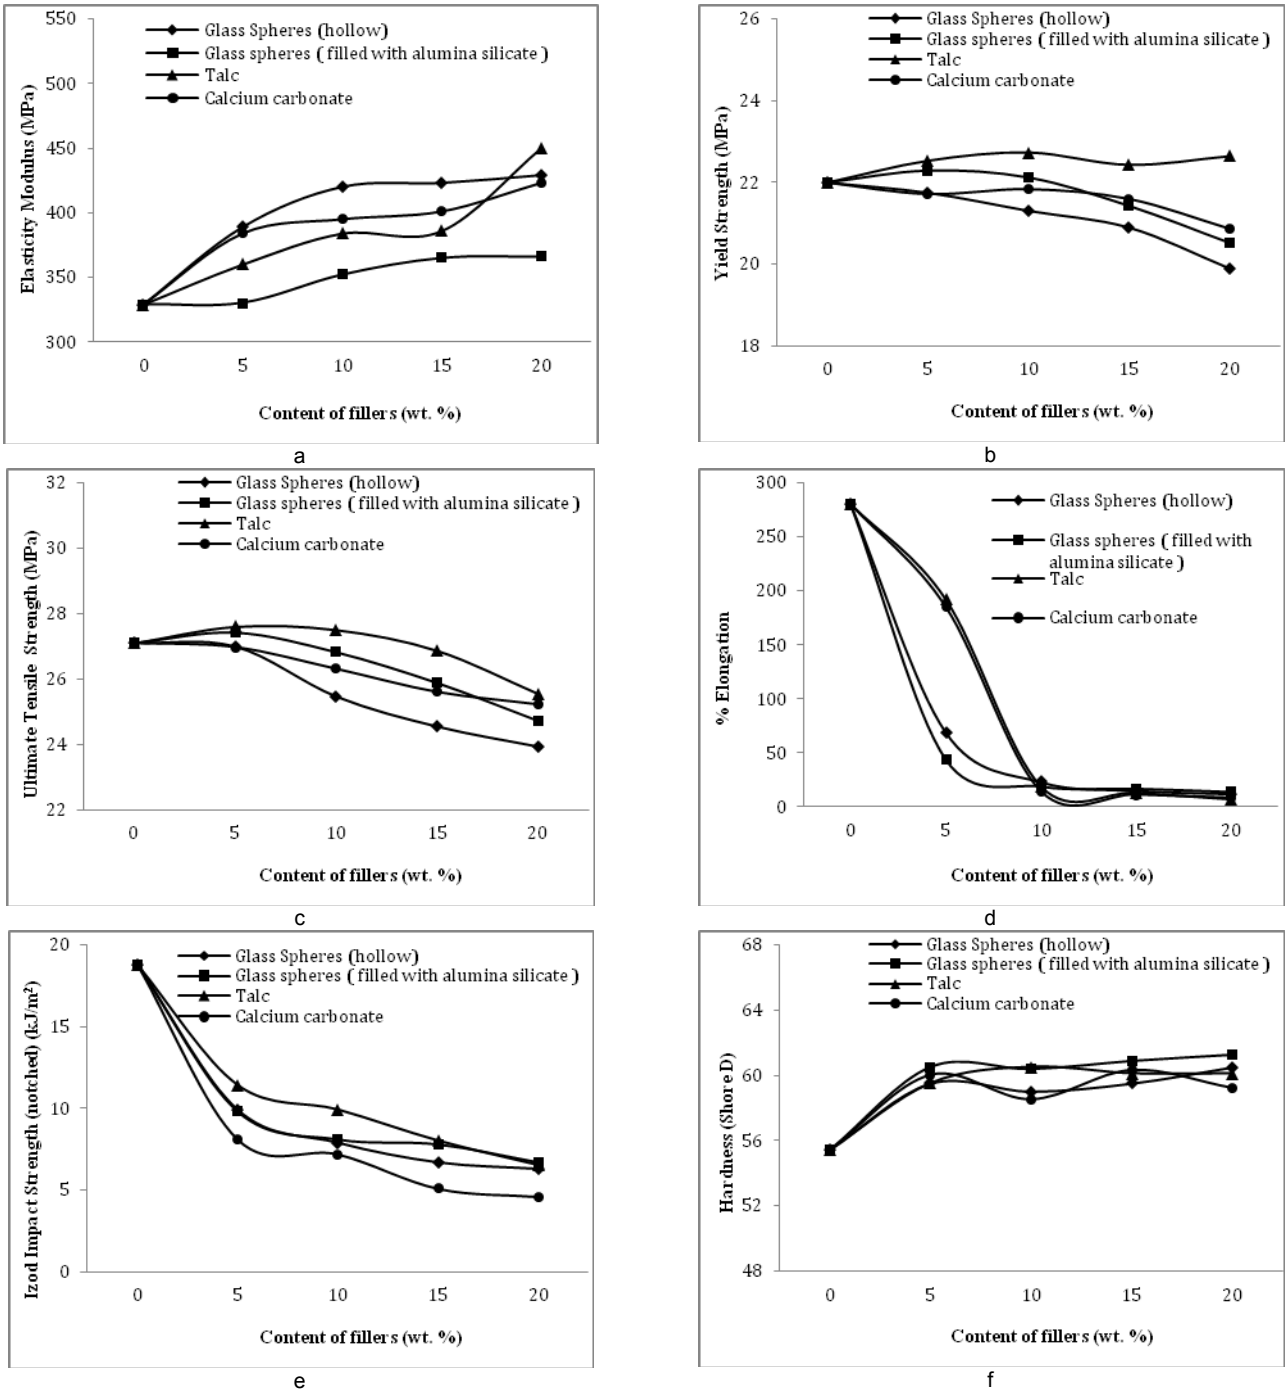 550
500
450
400
350
300
Elasticity Modulus (MPa)
Glass Spheres (hollow)
Glass spheres ( filled with alumina silicate )
Talc
Calcium carbonate
0 5 10 15 20
Content of fillers (wt. %)
a
26
24
22
20
18
Yield Strength (MPa)
Glass Spheres (hollow)
Glass spheres ( filled with alumina silicate )
Talc
Calcium carbonate
0 5 10 15 20
Content of fillers (wt. %)
b
32
30
28
26
24
22
Ultimate Tensile Strength (MPa)
Glass Spheres (hollow)
Glass spheres ( filled with alumina silicate )
Talc
Calcium carbonate
0 5 10 15 20
Content of fillers (wt. %)
c
300
250
200
150
100
50
0
% Elongation
Glass Spheres (hollow)
Glass spheres ( filled with
alumina silicate )
Talc
Calcium carbonate
0 5 10 15 20
Content of fillers (wt. %)
d
20
15
10
5
0
Izod Impact Strength (notched) (kJ/m²)
Glass Spheres (hollow)
Glass spheres ( filled with alumina silicate )
Talc
Calcium carbonate
0 5 10 15 20
Content of fillers (wt. %)
e
68
64
60
56
52
48
Hardness (Shore D)
Glass Spheres (hollow)
Glass spheres ( filled with alumina silicate )
Talc
Calcium carbonate
0 5 10 15 20
Content of fillers (wt. %)
f